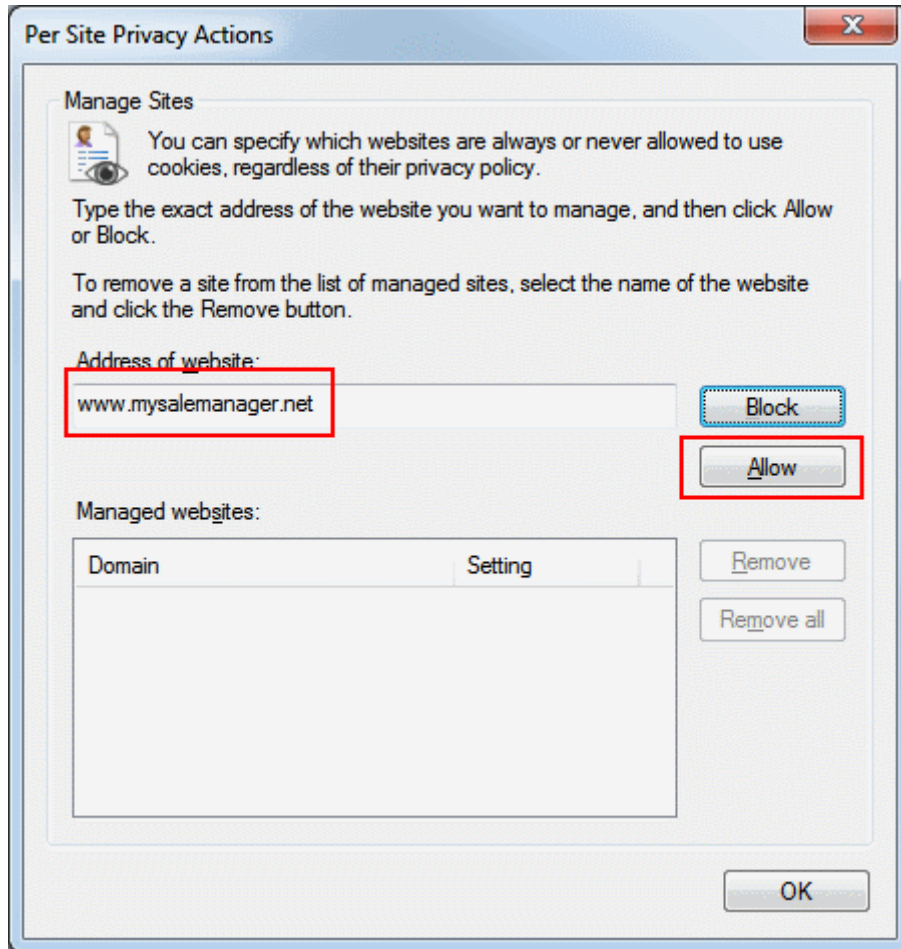 Per Site Privacy Actions
Manage Sites
You can specify which websites are always or never allowed to use
cookies, regardless of their privacy policy.
Type the exact address of the website you want to manage, and then click Allow
or Block.
To remove a site from the list of managed sites, select the name of the website
and click the Remove button.
Address of website:
www.mysalemanager.net
Block
Allow
Managed websites:
Domain Setting
Remove
Remove all
OK